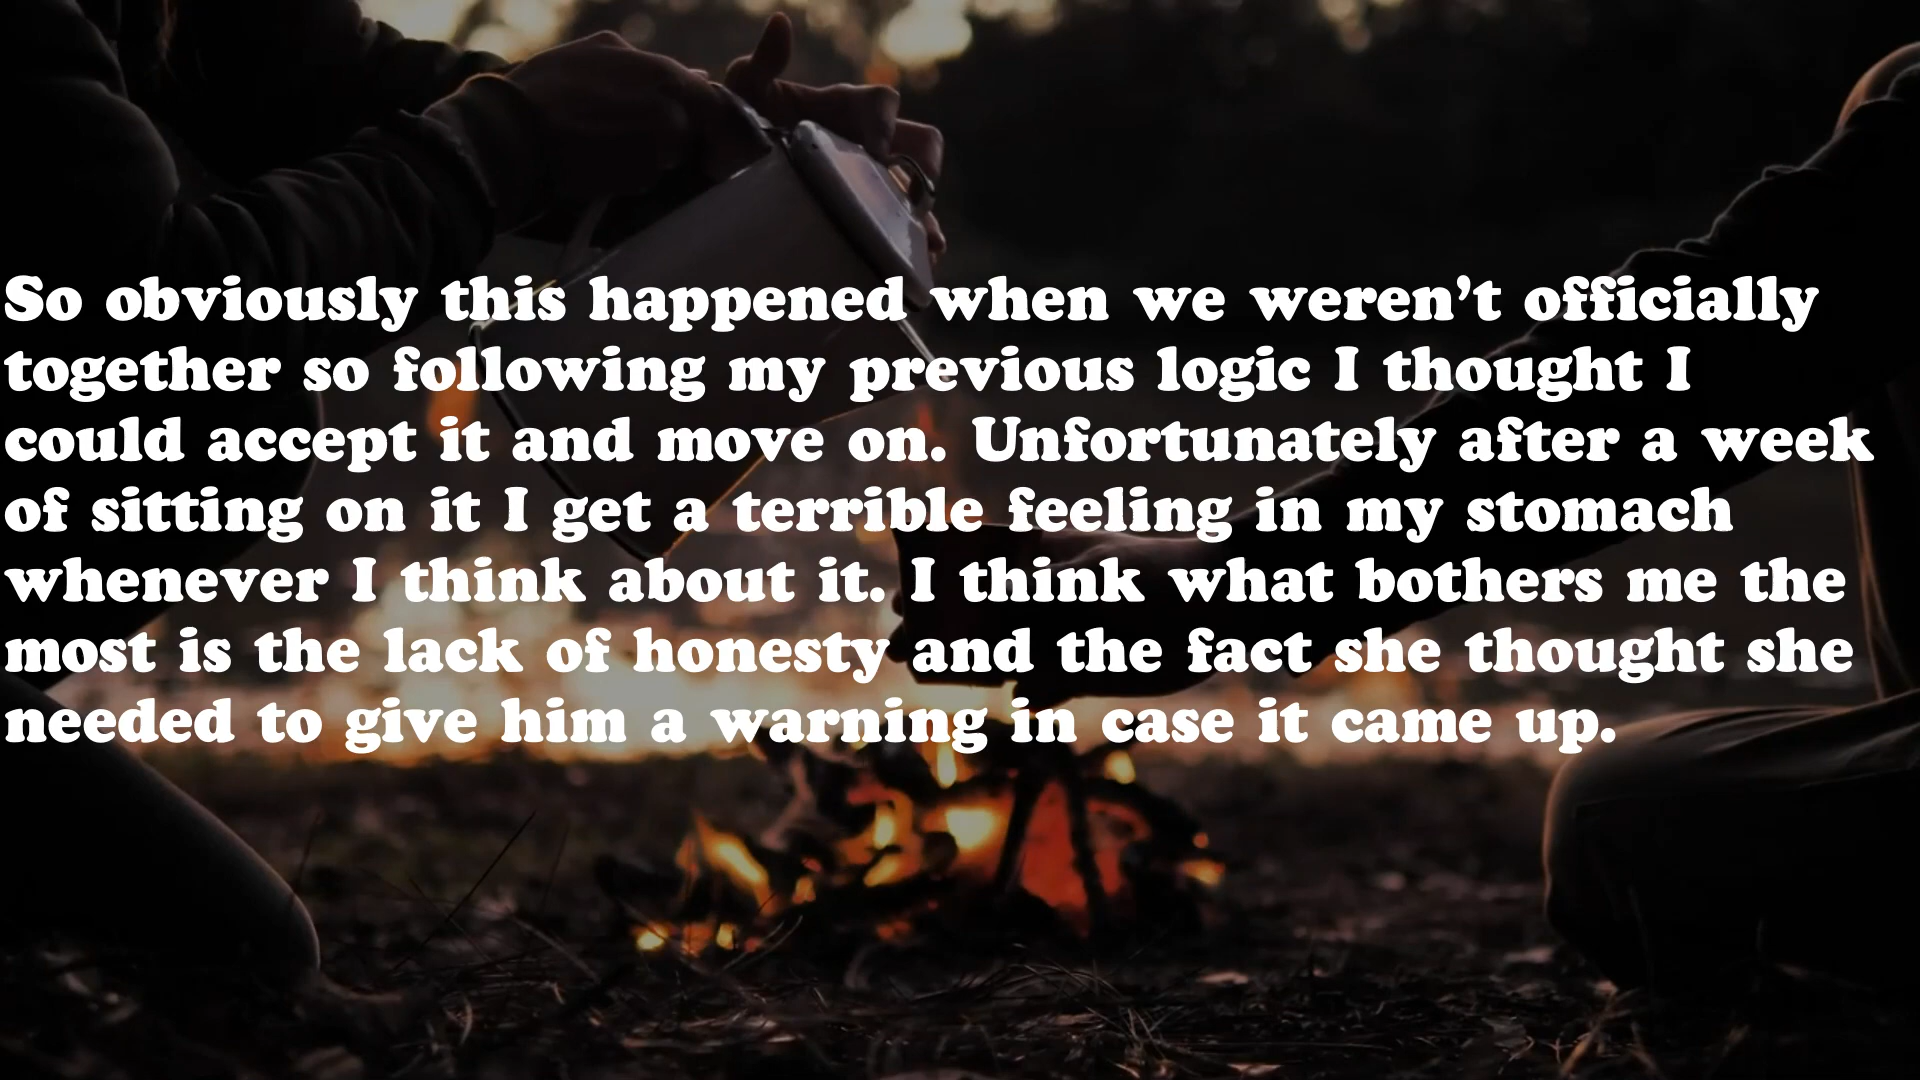 So obviously this happened when we weren’t officially
together so following my previous logic I thought I
could accept it and move on. Unfortunately after a week
of sitting on it I get a terrible feeling in my stomach
whenever I think about it. I think what bothers me the
most is the lack of honesty and the fact she thought she
needed to give him a warning in case it came up.